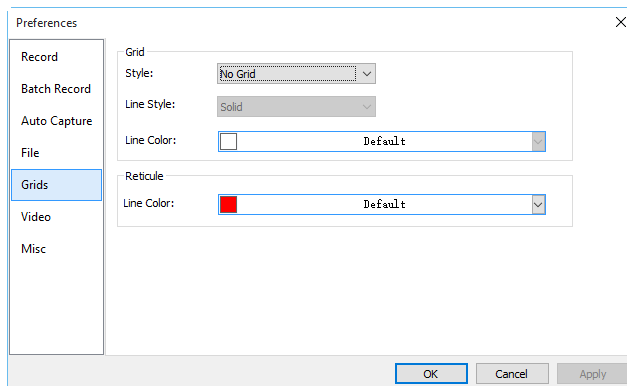 Preferences
Record
Batch Record
Auto Capture
File
Grids
Video
Misc
Grid
Style: No Grid
Line Style: Solid
Line Color: Default
Reticule
Line Color: Default
OK Cancel Apply